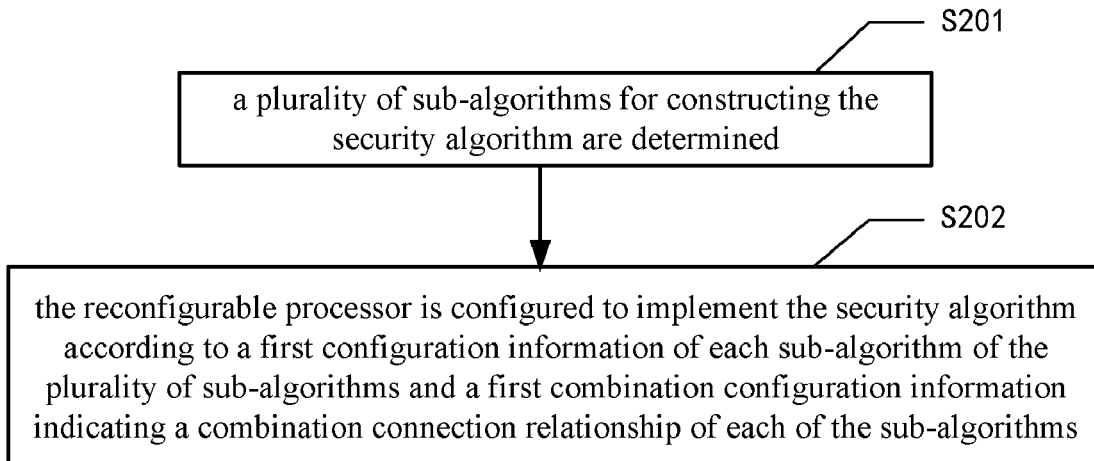 S201
a plurality of sub-algorithms for constructing the
security algorithm are determined
S202
the reconfigurable processor is configured to implement the security algorithm
according to a first configuration information of each sub-algorithm of the
plurality of sub-algorithms and a first combination configuration information
indicating a combination connection relationship of each of the sub-algorithms